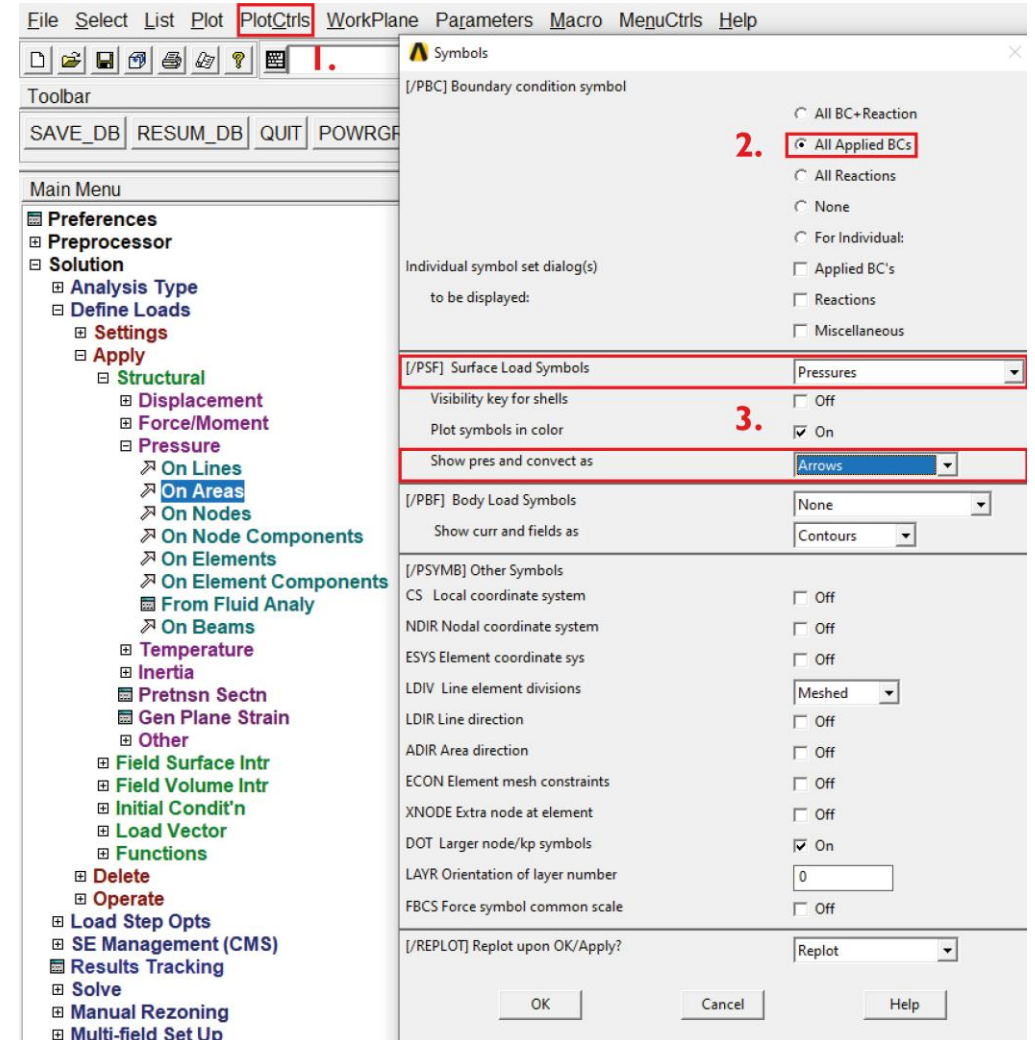 File Select List Plot PlotCtrls WorkPlane Parameters Macro MenuCtrls Help
1.
Toolbar
SAVE_DB RESUM_DB QUIT POWRGR
Main Menu
Preferences
Preprocessor
Solution
Analysis Type
Define Loads
Settings
Apply
Structural
Displacement
Force/Moment
Pressure
On Lines
On Areas
On Nodes
On Node Components
On Elements
On Element Components
From Fluid Analy
On Beams
Temperature
Inertia
Pretnsn Sectn
Gen Plane Strain
Other
Field Surface Intr
Field Volume Intr
Initial Condit'n
Load Vector
Functions
Delete
Operate
Load Step Opts
SE Management (CMS)
Results Tracking
Solve
Manual Rezoning
Multi-field Set Up
Symbols
[/PBC] Boundary condition symbol
All BC+Reaction
2. All Applied BCs
All Reactions
None
For Individual:
Individual symbol set dialog(s) Applied BC's
to be displayed: Reactions
Miscellaneous
[/PSF] Surface Load Symbols Pressures
Visibility key for shells Off
3.
Plot symbols in color On
Show pres and convect as Arrows
[/PBF] Body Load Symbols None
Show curr and fields as Contours
[/PSYMB] Other Symbols
CS Local coordinate system Off
NDIR Nodal coordinate system Off
ESYS Element coordinate sys Off
LDIV Line element divisions Meshed
LDIR Line direction Off
ADIR Area direction Off
ECON Element mesh constraints Off
XNODE Extra node at element Off
DOT Larger node/kp symbols On
LAYR Orientation of layer number 0
FBCS Force symbol common scale Off
[/REPLOT] Replot upon OK/Apply? Replot
OK Cancel Help